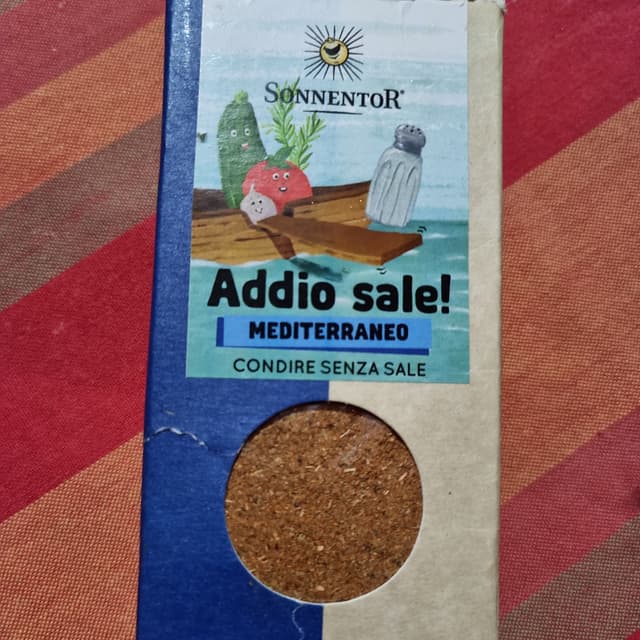 SONNENTOR®
Addio sale!
MEDITERRANEO
CONDIRE SENZA SALE